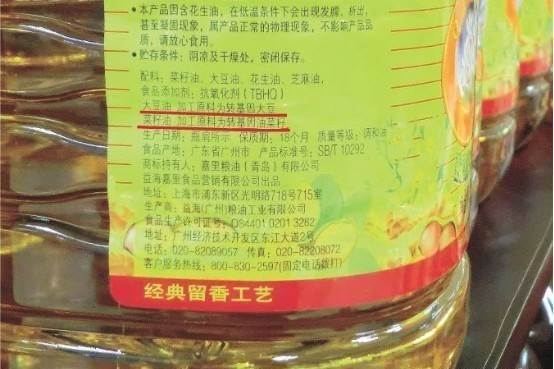 • 本产品因含花生油，在低温条件下会出现发朦、析出、
甚至凝固现象，属产品正常的物理现象，不影响产品品
质，请放心食用。
• 贮存条件：阴凉及干燥处，密闭保存。
配料：菜籽油、大豆油、花生油、芝麻油，
食品添加剂：抗氧化剂（TBHQ）
大豆油 加工原料为转基因大豆
菜籽油 加工原料为转基因油菜籽
生产日期：瓶肩所示 保质期：18个月 质量等级：调和油
产地：广东省广州市 产品标准号：SB/T 10292
商标持有人：嘉里粮油（青岛）有限公司
益海嘉里食品营销有限公司出品
地址：上海市浦东新区光明路718号715室
生产商：益海(广州)粮油工业有限公司
食品生产许可证号：QS4401 0201 3262
地址：广州经济技术开发区东江大道2号
电话：020-82089057 传真：020-82208072
客户服务热线：800-830-2597(固定电话拨打)
经典留香工艺